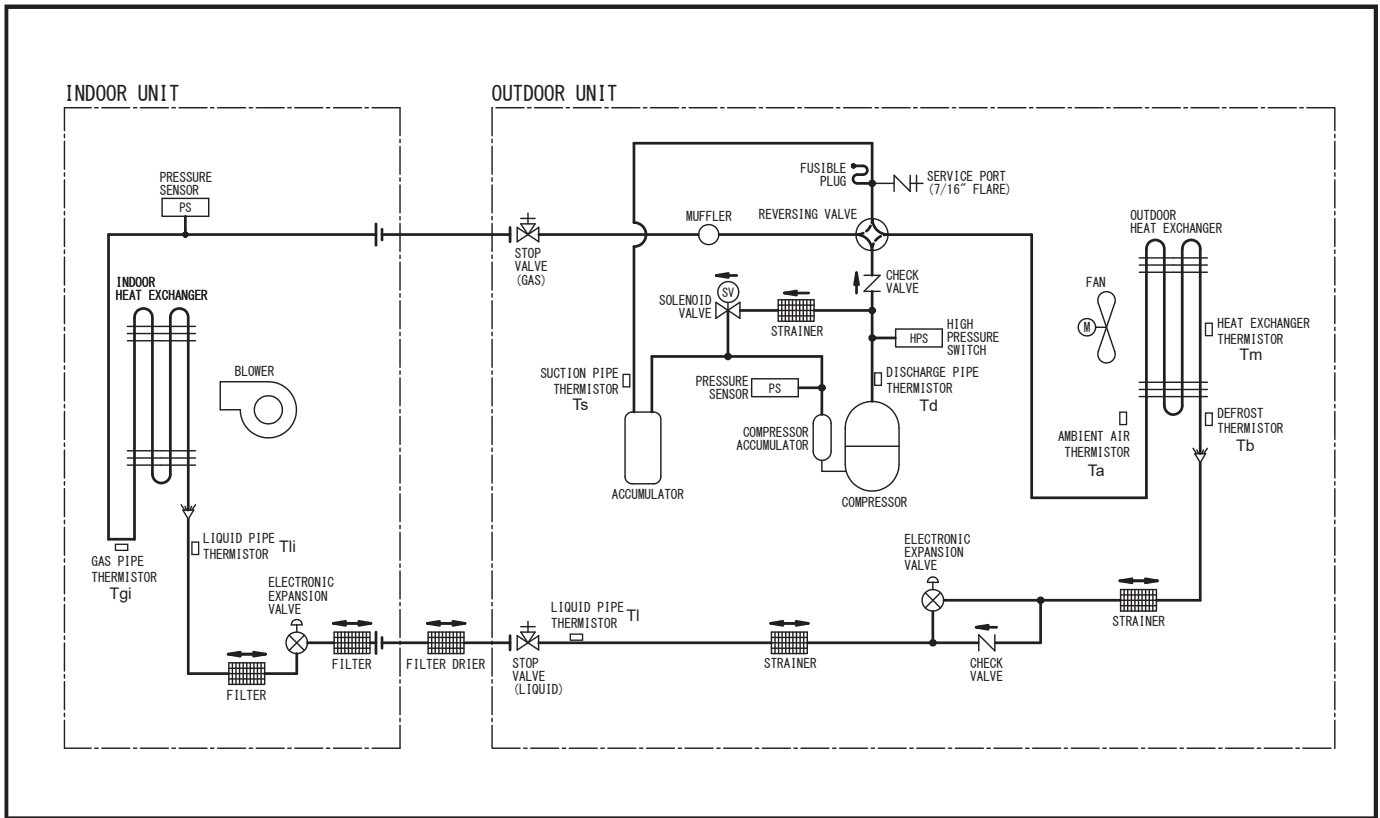 INDOOR UNIT
OUTDOOR UNIT
PRESSURE
SENSOR
PS
INDOOR
HEAT EXCHANGER
BLOWER
GAS PIPE
THERMISTOR
Tgi
LIQUID PIPE
THERMISTOR Tli
ELECTRONIC
EXPANSION
VALVE
FILTER
FILTER
FILTER DRIER
STOP
VALVE
(GAS)
MUFFLER
REVERSING VALVE
FUSIBLE
PLUG
SERVICE PORT
(7/16" FLARE)
CHECK
VALVE
SOLENOID
VALVE
SV
STRAINER
HPS
HIGH
PRESSURE
SWITCH
SUCTION PIPE
THERMISTOR
Ts
PRESSURE
SENSOR
PS
DISCHARGE PIPE
THERMISTOR
Td
COMPRESSOR
ACCUMULATOR
ACCUMULATOR
COMPRESSOR
OUTDOOR
HEAT EXCHANGER
FAN
M
HEAT EXCHANGER
THERMISTOR
Tm
DEFROST
THERMISTOR
Tb
AMBIENT AIR
THERMISTOR
Ta
ELECTRONIC
EXPANSION
VALVE
STRAINER
CHECK
VALVE
STRAINER
LIQUID PIPE
THERMISTOR Tl
STOP
VALVE
(LIQUID)